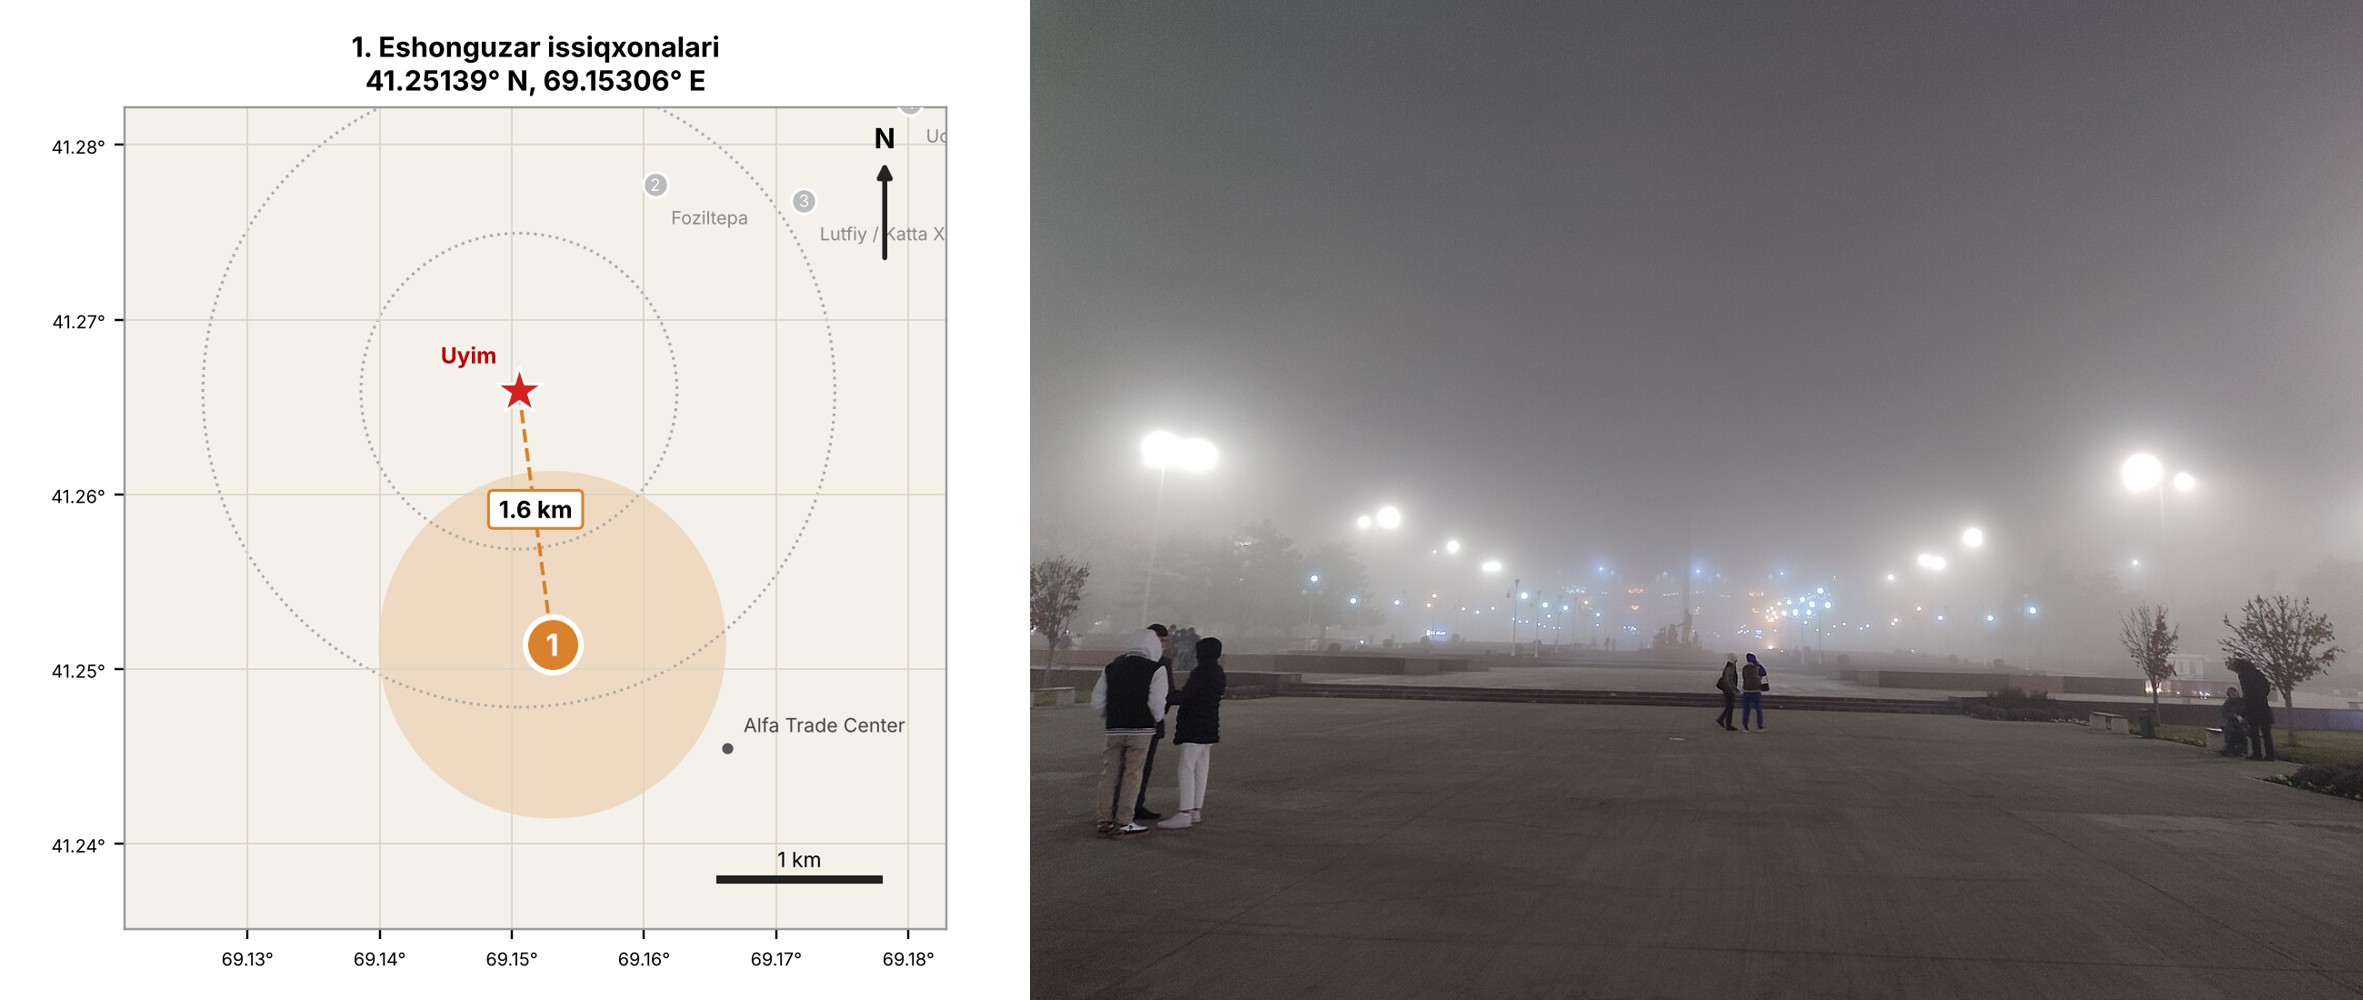 1. Eshonguzar issiqxonalari
41.25139° N, 69.15306° E
N
41.28°
2
Foziltepa
3
Lutfiy / Katta X
41.27°
Uyim
41.26°
1.6 km
1
41.25°
Alfa Trade Center
41.24°
1 km
69.13°
69.14°
69.15°
69.16°
69.17°
69.18°